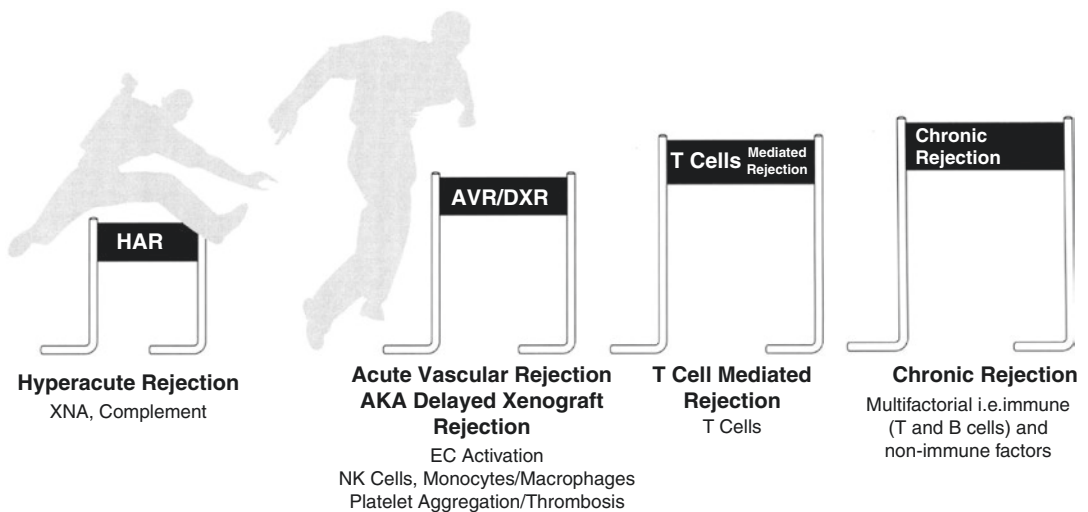 HAR
AVR/DXR
T Cells Mediated Rejection
Chronic
Rejection
Hyperacute Rejection
XNA, Complement
Acute Vascular Rejection
AKA Delayed Xenograft
Rejection
EC Activation
NK Cells, Monocytes/Macrophages
Platelet Aggregation/Thrombosis
T Cell Mediated
Rejection
T Cells
Chronic Rejection
Multifactorial i.e.immune
(T and B cells) and
non-immune factors